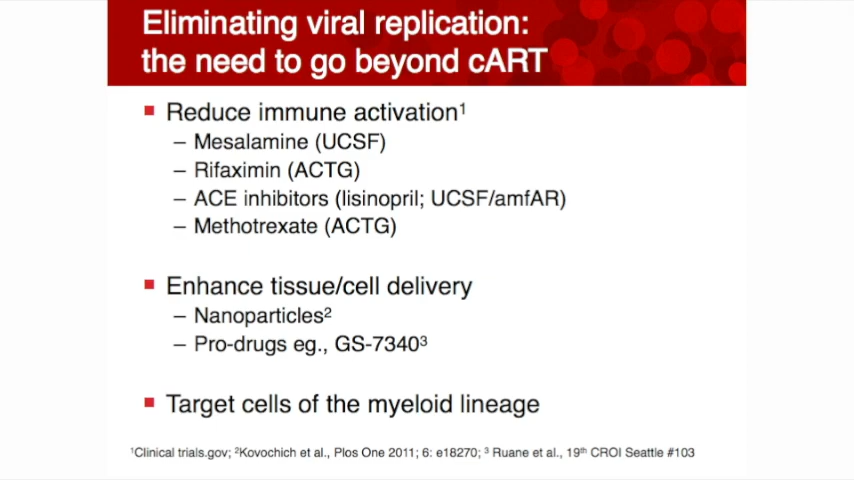 Eliminating viral replication:
the need to go beyond cART
▪ Reduce immune activation¹
– Mesalamine (UCSF)
– Rifaximin (ACTG)
– ACE inhibitors (lisinopril; UCSF/amfAR)
– Methotrexate (ACTG)
▪ Enhance tissue/cell delivery
– Nanoparticles²
– Pro-drugs eg., GS-7340³
▪ Target cells of the myeloid lineage
¹Clinical trials.gov; ²Kovochich et al., Plos One 2011; 6: e18270; ³ Ruane et al., 19th CROI Seattle #103